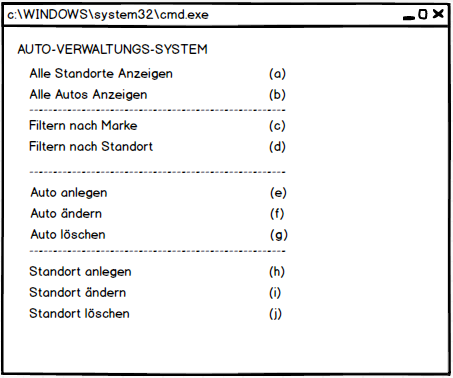 c:\WINDOWS\system32\cmd.exe
AUTO-VERWALTUNGS-SYSTEM
Alle Standorte Anzeigen (a)
Alle Autos Anzeigen (b)
Filtern nach Marke (c)
Filtern nach Standort (d)
Auto anlegen (e)
Auto ändern (f)
Auto löschen (g)
Standort anlegen (h)
Standort ändern (i)
Standort löschen (j)